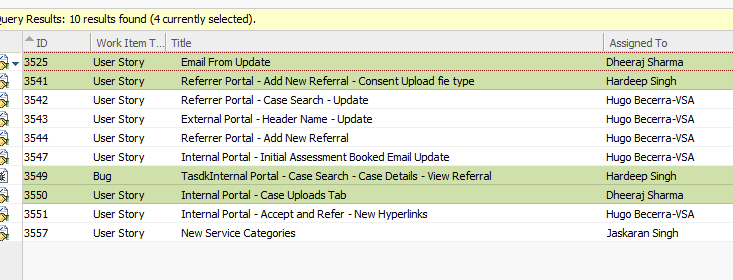 Query Results: 10 results found (4 currently selected).
ID Work Item T... Title Assigned To
3525 User Story Email From Update Dheeraj Sharma
3541 User Story Referrer Portal - Add New Referral - Consent Upload fie type Hardeep Singh
3542 User Story Referrer Portal - Case Search - Update Hugo Becerra-VSA
3543 User Story External Portal - Header Name - Update Hugo Becerra-VSA
3544 User Story Referrer Portal - Add New Referral Hugo Becerra-VSA
3547 User Story Internal Portal - Initial Assessment Booked Email Update Hugo Becerra-VSA
3549 Bug TasdkInternal Portal - Case Search - Case Details - View Referral Hardeep Singh
3550 User Story Internal Portal - Case Uploads Tab Dheeraj Sharma
3551 User Story Internal Portal - Accept and Refer - New Hyperlinks Hugo Becerra-VSA
3557 User Story New Service Categories Jaskaran Singh